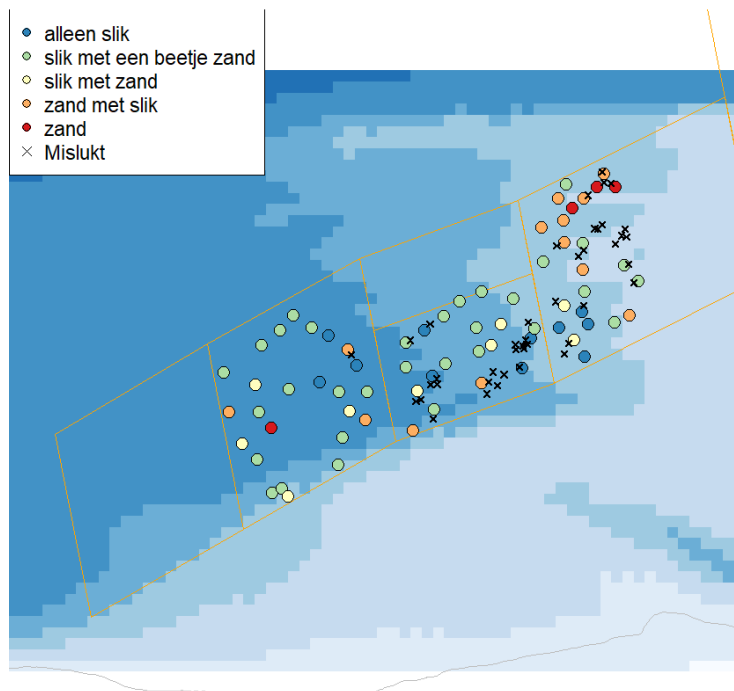 alleen slik
slik met een beetje zand
slik met zand
zand met slik
zand
Mislukt